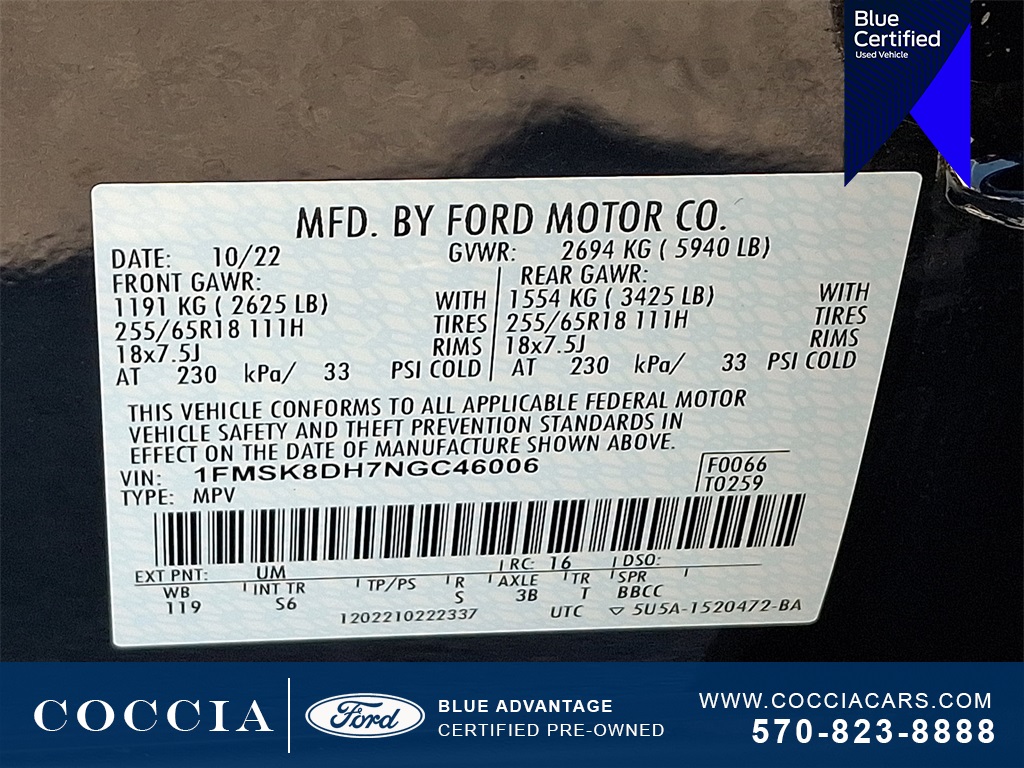 Blue
Certified
Used Vehicle
MFD. BY FORD MOTOR CO.
DATE: 10/22 GVWR: 2694 KG ( 5940 LB)
FRONT GAWR: REAR GAWR:
1191 KG ( 2625 LB) WITH 1554 KG ( 3425 LB) WITH
255/65R18 111H TIRES 255/65R18 111H TIRES
18x7.5J RIMS 18x7.5J RIMS
AT 230 kPa/ 33 PSI COLD AT 230 kPa/ 33 PSI COLD
THIS VEHICLE CONFORMS TO ALL APPLICABLE FEDERAL MOTOR
VEHICLE SAFETY AND THEFT PREVENTION STANDARDS IN
EFFECT ON THE DATE OF MANUFACTURE SHOWN ABOVE.
VIN: 1FMSK8DH7NGC46006 F0066
TYPE: MPV T0259
EXT PNT: UM RC: 16 DSO:
WB INT TR TP/PS R AXLE TR SPR
119 S6 S 3B T BBCC
1202210222337 UTC ▽ 5U5A-1520472-BA
COCCIA Ford BLUE ADVANTAGE
CERTIFIED PRE-OWNED
WWW.COCCIACARS.COM
570-823-8888